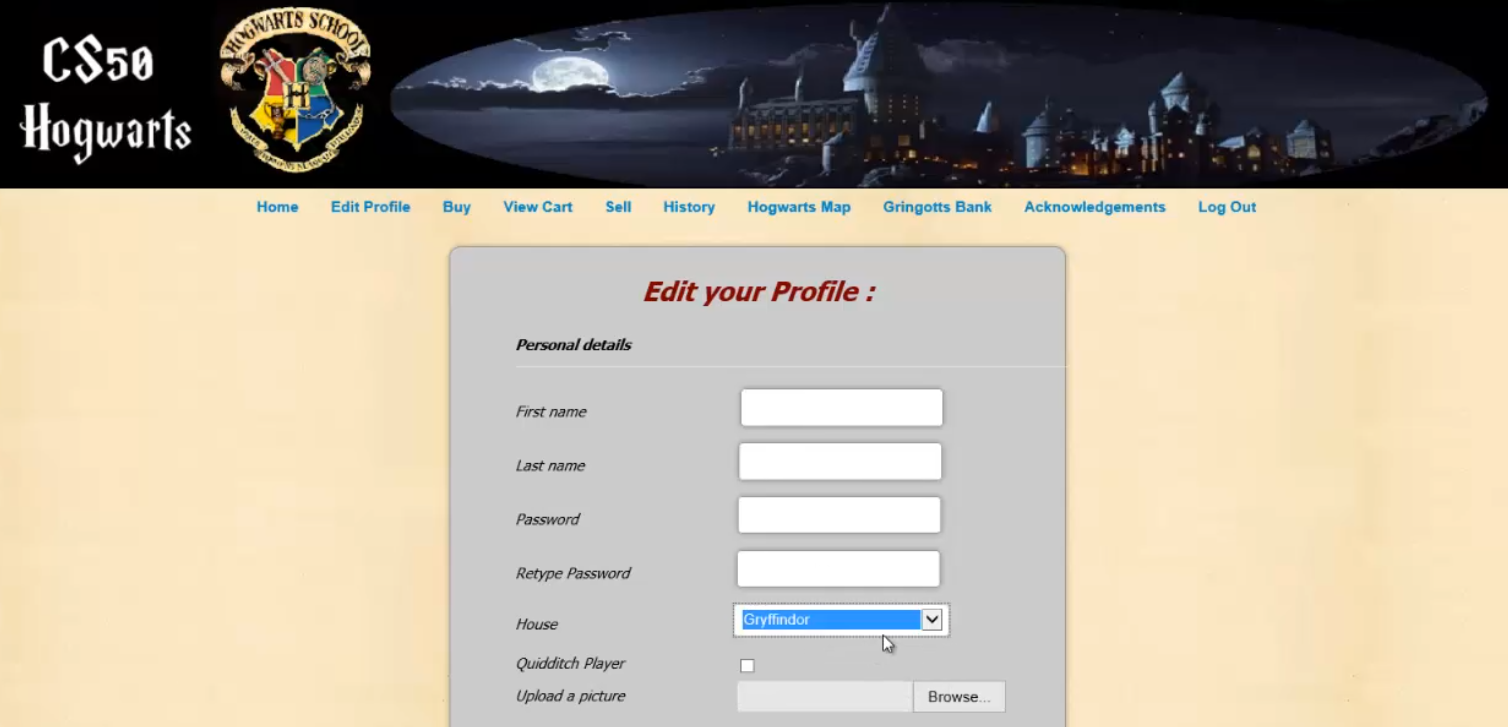 CS50
Hogwarts
HOGWARTS SCHOOL
H
Home Edit Profile Buy View Cart Sell History Hogwarts Map Gringotts Bank Acknowledgements Log Out
Edit your Profile :
Personal details
First name
Last name
Password
Retype Password
House Gryffindor
Quidditch Player
Upload a picture Browse...